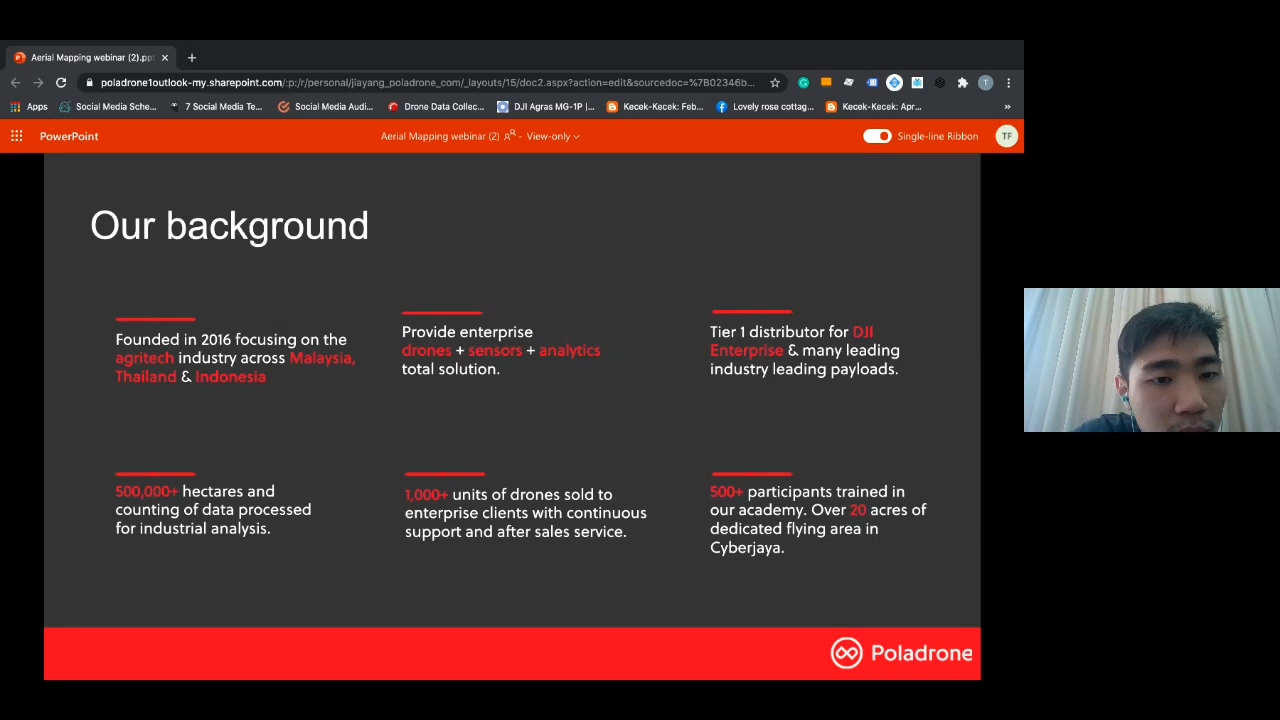 Aerial Mapping webinar (2).ppt
poladrone1outlook-my.sharepoint.com/:p:/r/personal/jiayang_poladrone_com/_layouts/15/doc2.aspx?action=edit&sourcedoc=%7B02346b...
T
Apps
Social Media Sche...
7 Social Media Te...
Social Media Audi...
Drone Data Collec...
DJI Agras MG-1P |...
Kecek-Kecek: Feb...
Lovely rose cottag...
Kecek-Kecek: Apr...
»
PowerPoint
Aerial Mapping webinar (2) - View-only
Single-line Ribbon
TF
Our background
Founded in 2016 focusing on the
agritech industry across Malaysia,
Thailand & Indonesia
Provide enterprise
drones + sensors + analytics
total solution.
Tier 1 distributor for DJI
Enterprise & many leading
industry leading payloads.
500,000+ hectares and
counting of data processed
for industrial analysis.
1,000+ units of drones sold to
enterprise clients with continuous
support and after sales service.
500+ participants trained in
our academy. Over 20 acres of
dedicated flying area in
Cyberjaya.
Poladrone